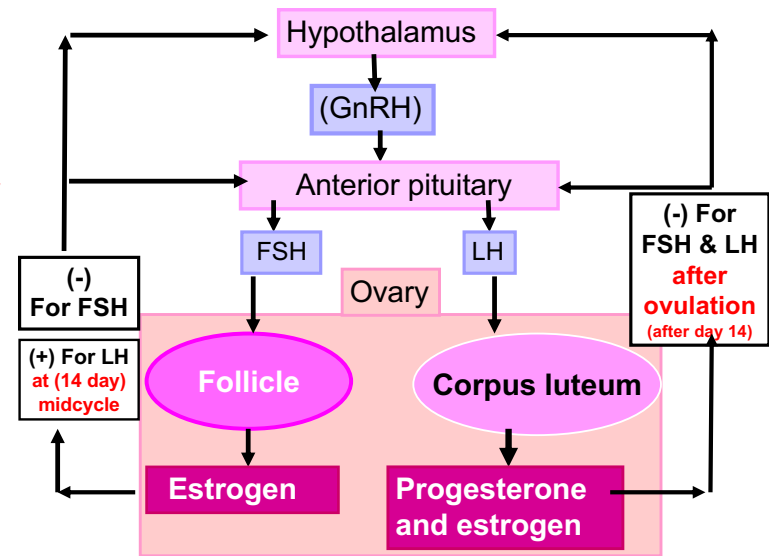 Hypothalamus
(GnRH)
Anterior pituitary
FSH
LH
(-)
For FSH
(+) For LH
at (14 day)
midcycle
(-) For
FSH & LH
after
ovulation
(after day 14)
Ovary
Follicle
Corpus luteum
Estrogen
Progesterone
and estrogen